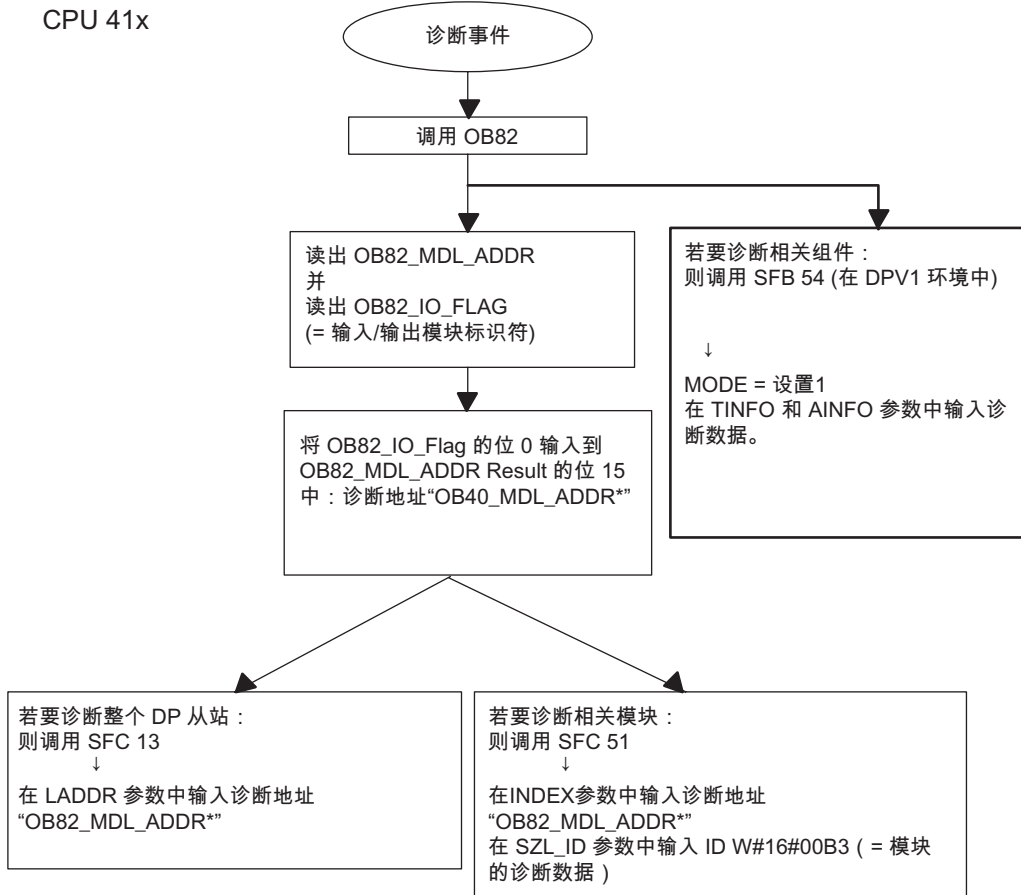 CPU 41x
诊断事件
调用 OB82
读出 OB82_MDL_ADDR
并
读出 OB82_IO_FLAG
(= 输入/输出模块标识符)
若要诊断相关组件：
则调用 SFB 54 (在 DPV1 环境中)
↓
MODE = 设置1
在 TINFO 和 AINFO 参数中输入诊
断数据。
将 OB82_IO_Flag 的位 0 输入到
OB82_MDL_ADDR Result 的位 15
中：诊断地址“OB40_MDL_ADDR*”
若要诊断整个 DP 从站：
则调用 SFC 13
↓
在 LADDR 参数中输入诊断地址
“OB82_MDL_ADDR*”
若要诊断相关模块：
则调用 SFC 51
↓
在INDEX参数中输入诊断地址
“OB82_MDL_ADDR*”
在 SZL_ID 参数中输入 ID W#16#00B3（ = 模块
的诊断数据 ）